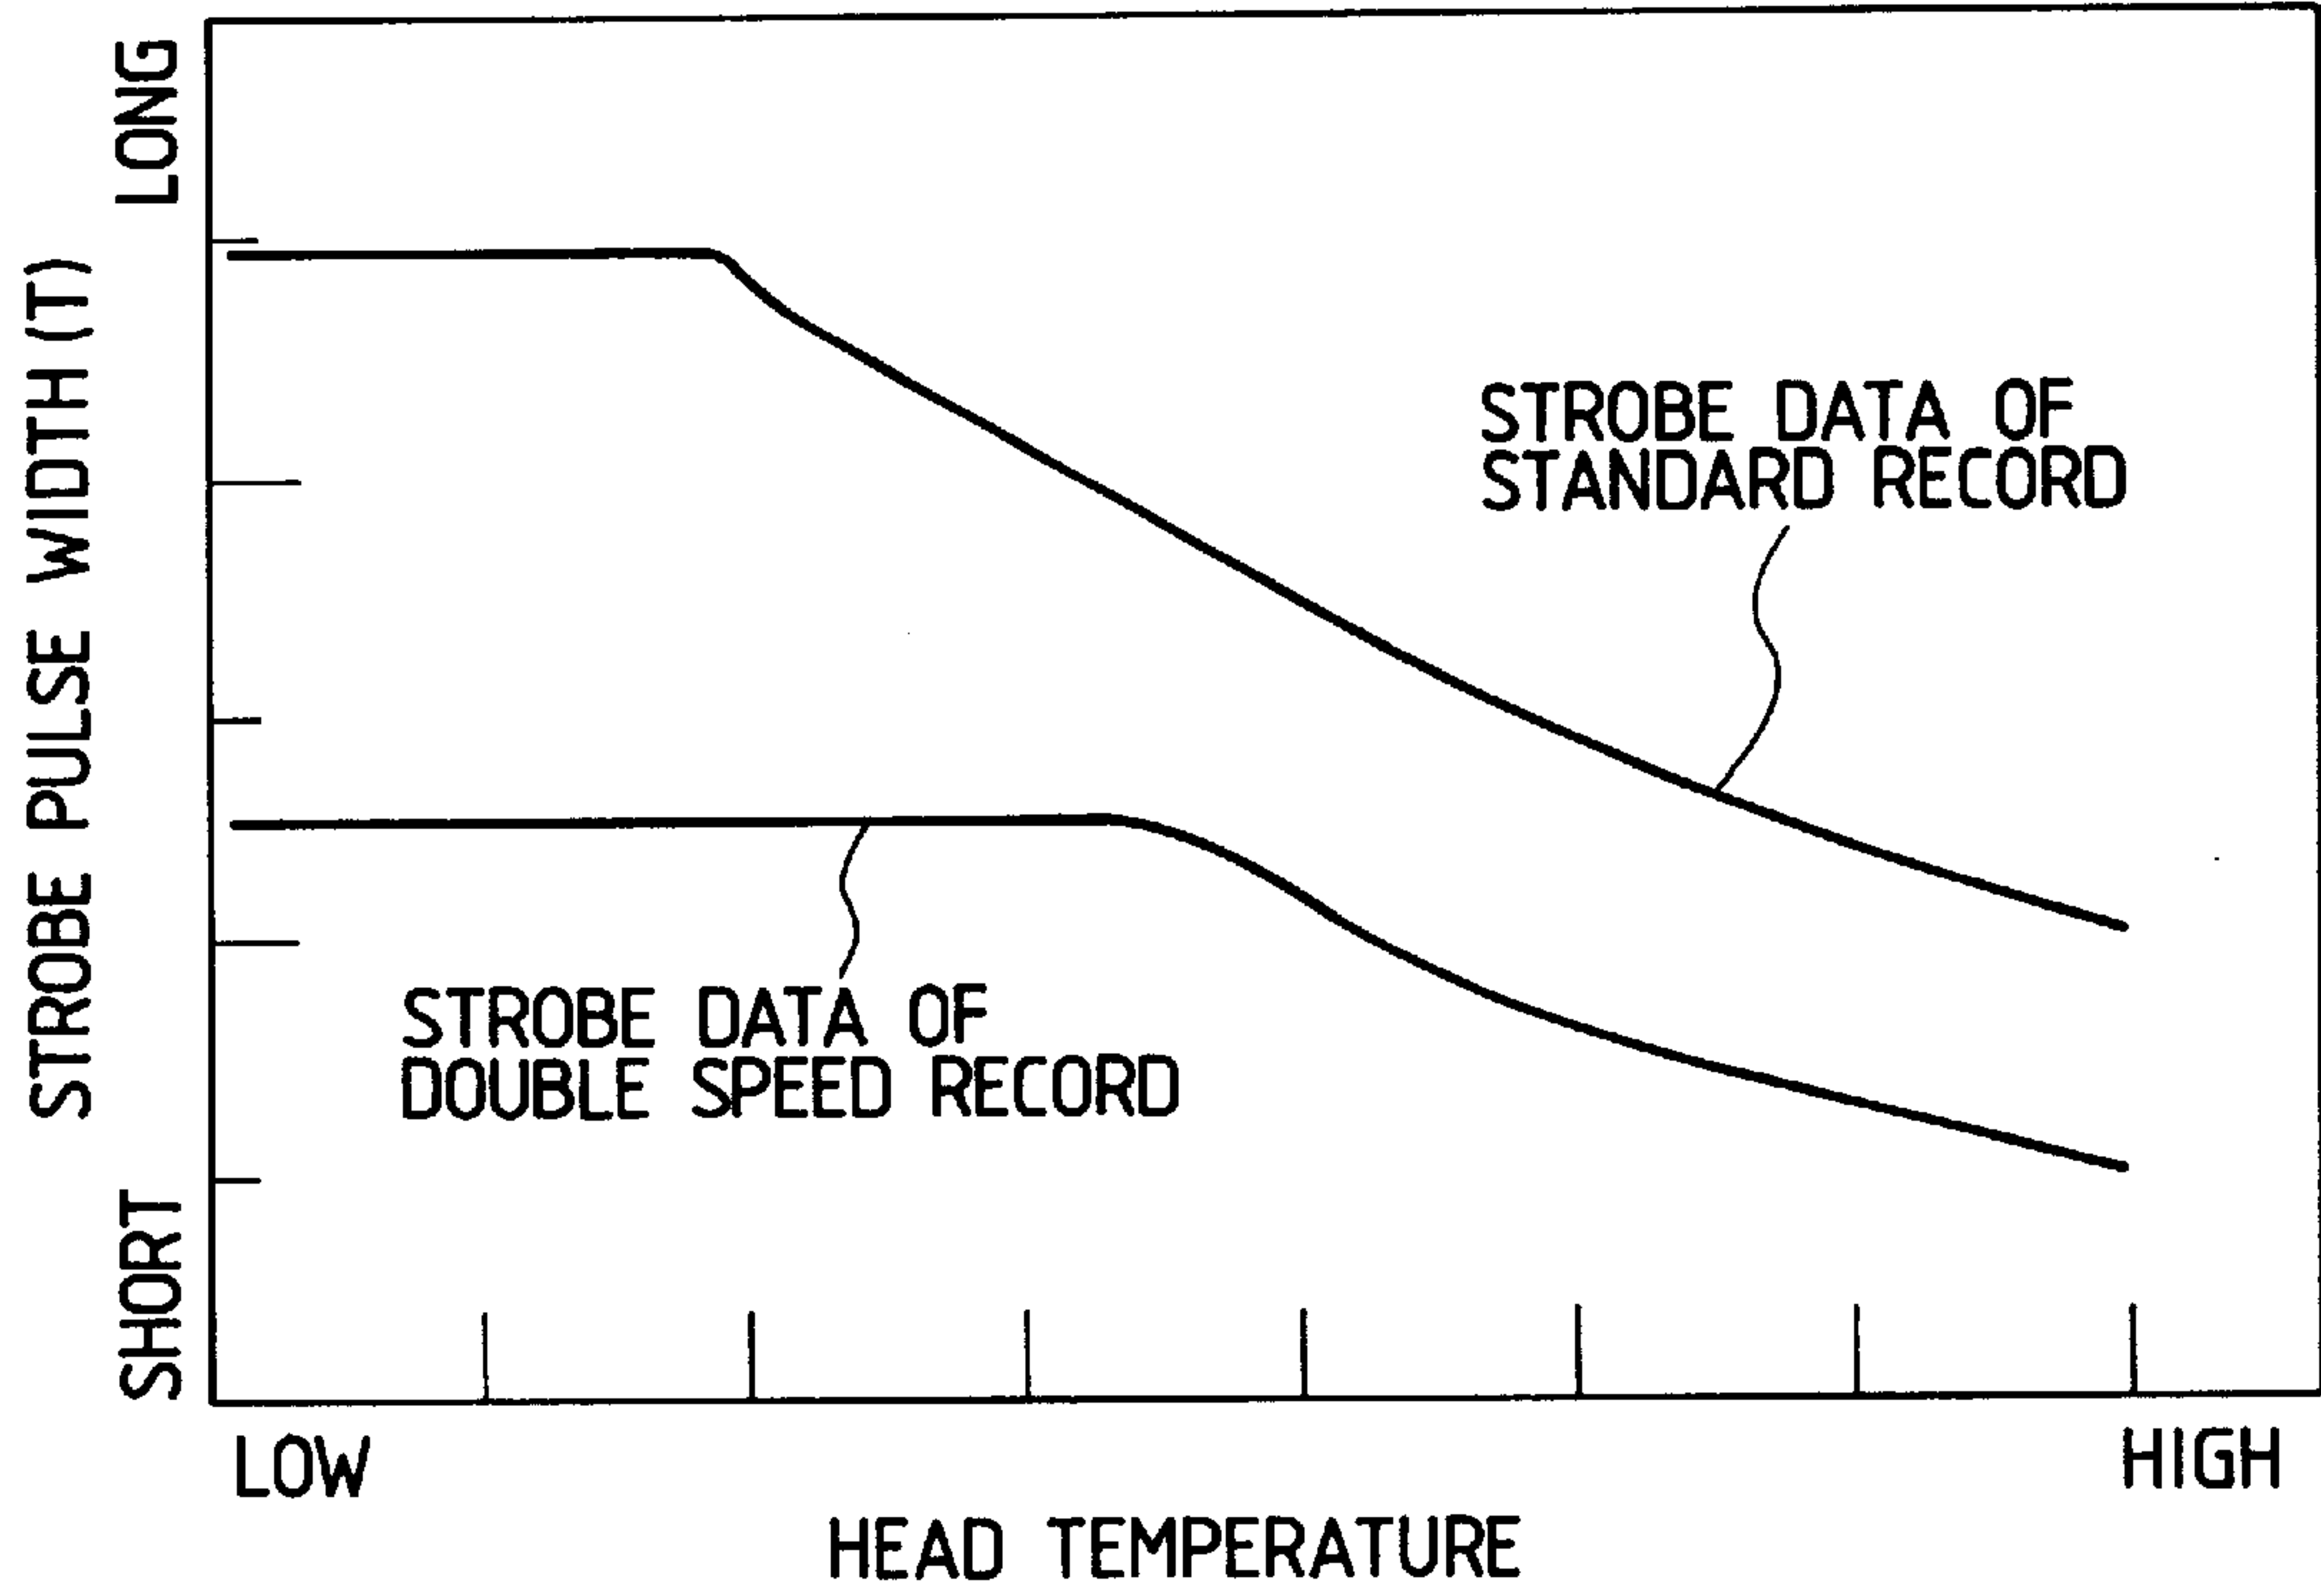 LONG
STROBE PULSE WIDTH (T)
SHORT
STROBE DATA OF
STANDARD RECORD
STROBE DATA OF
DOUBLE SPEED RECORD
LOW
HIGH
HEAD TEMPERATURE